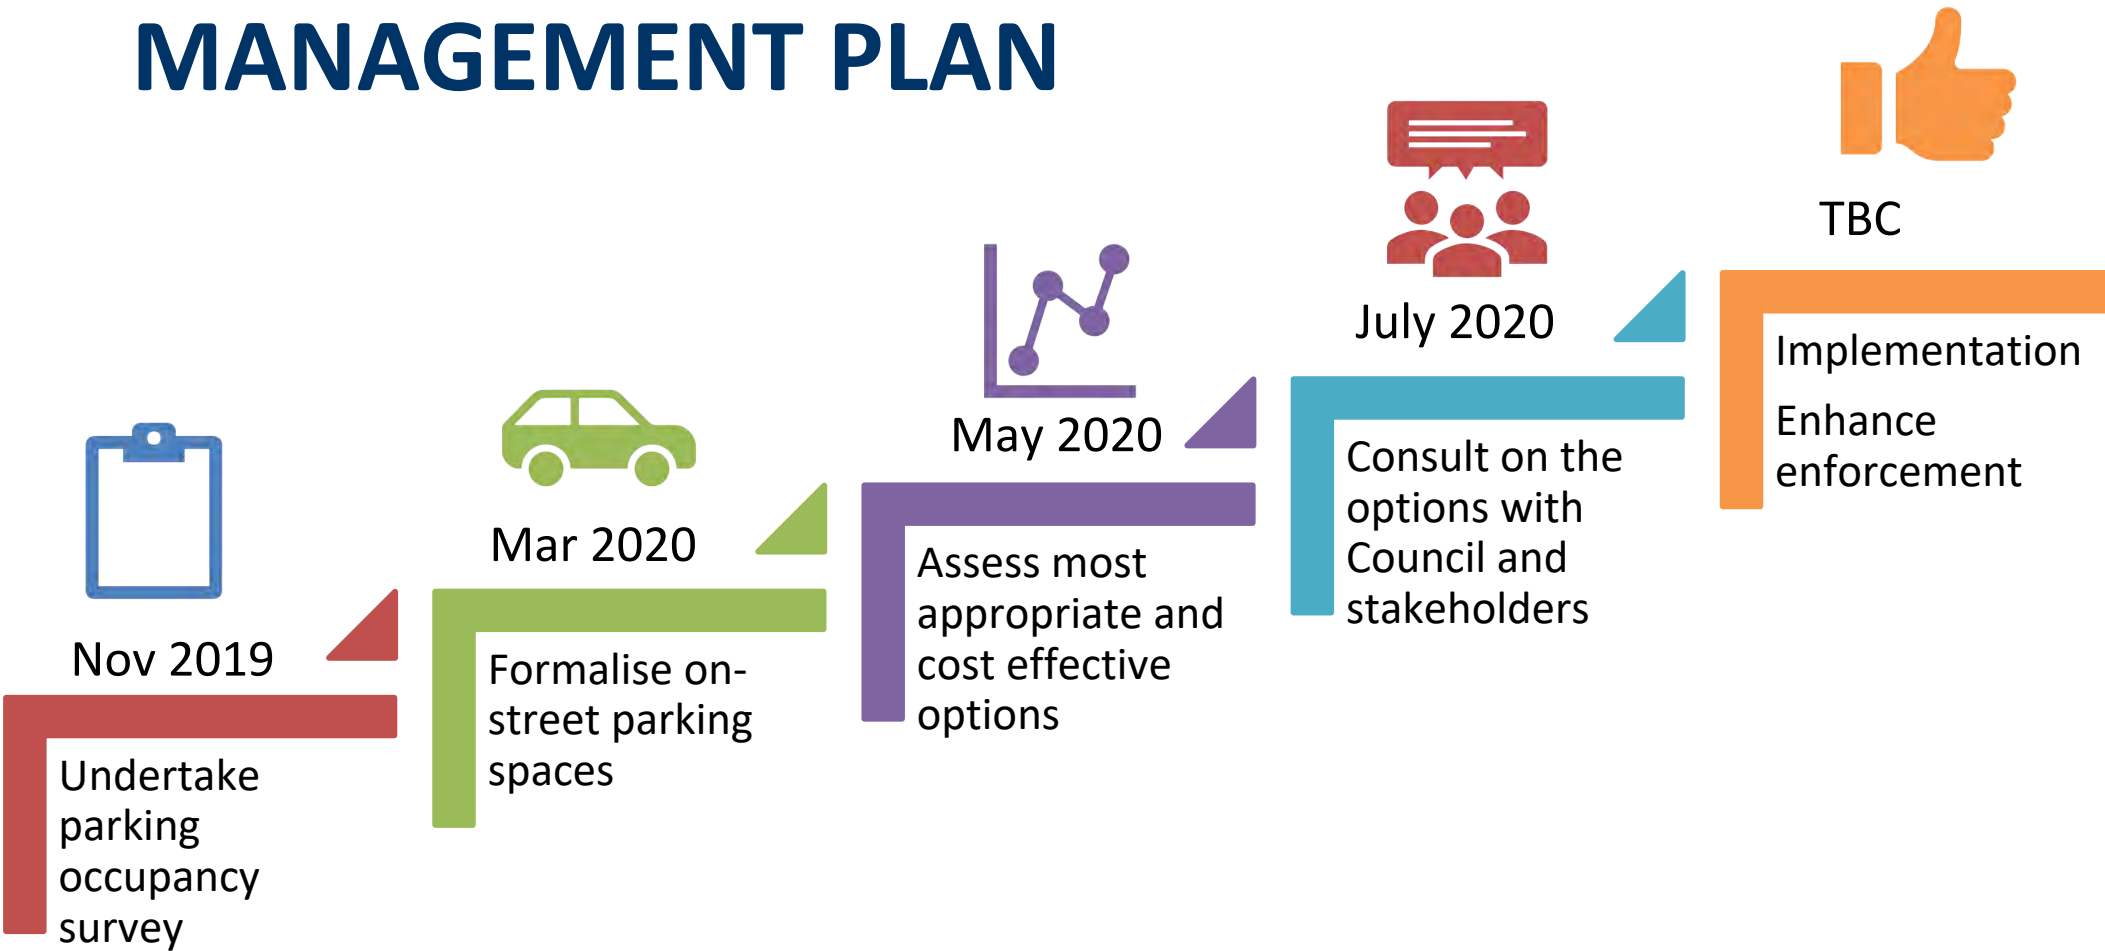 MANAGEMENT PLAN
Nov 2019
Undertake
parking
occupancy
survey
Mar 2020
Formalise on-
street parking
spaces
May 2020
Assess most
appropriate and
cost effective
options
July 2020
Consult on the
options with
Council and
stakeholders
TBC
Implementation
Enhance
enforcement